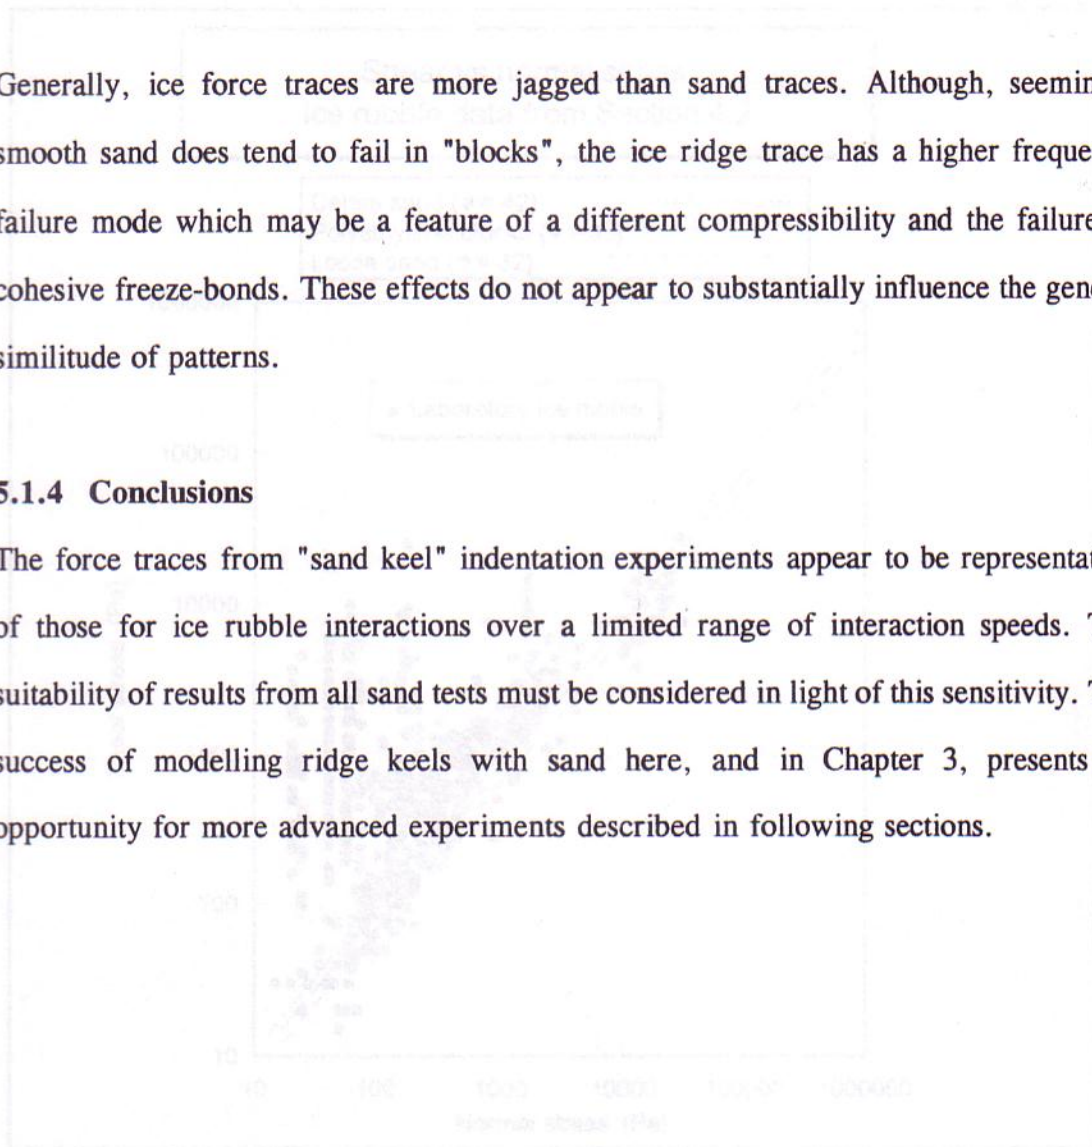 Generally, ice force traces are more jagged than sand traces. Although, seemin
smooth sand does tend to fail in "blocks", the ice ridge trace has a higher freque
failure mode which may be a feature of a different compressibility and the failure
cohesive freeze-bonds. These effects do not appear to substantially influence the gen
similitude of patterns.
5.1.4 Conclusions
The force traces from "sand keel" indentation experiments appear to be representa
of those for ice rubble interactions over a limited range of interaction speeds. T
suitability of results from all sand tests must be considered in light of this sensitivity. T
success of modelling ridge keels with sand here, and in Chapter 3, presents
opportunity for more advanced experiments described in following sections.